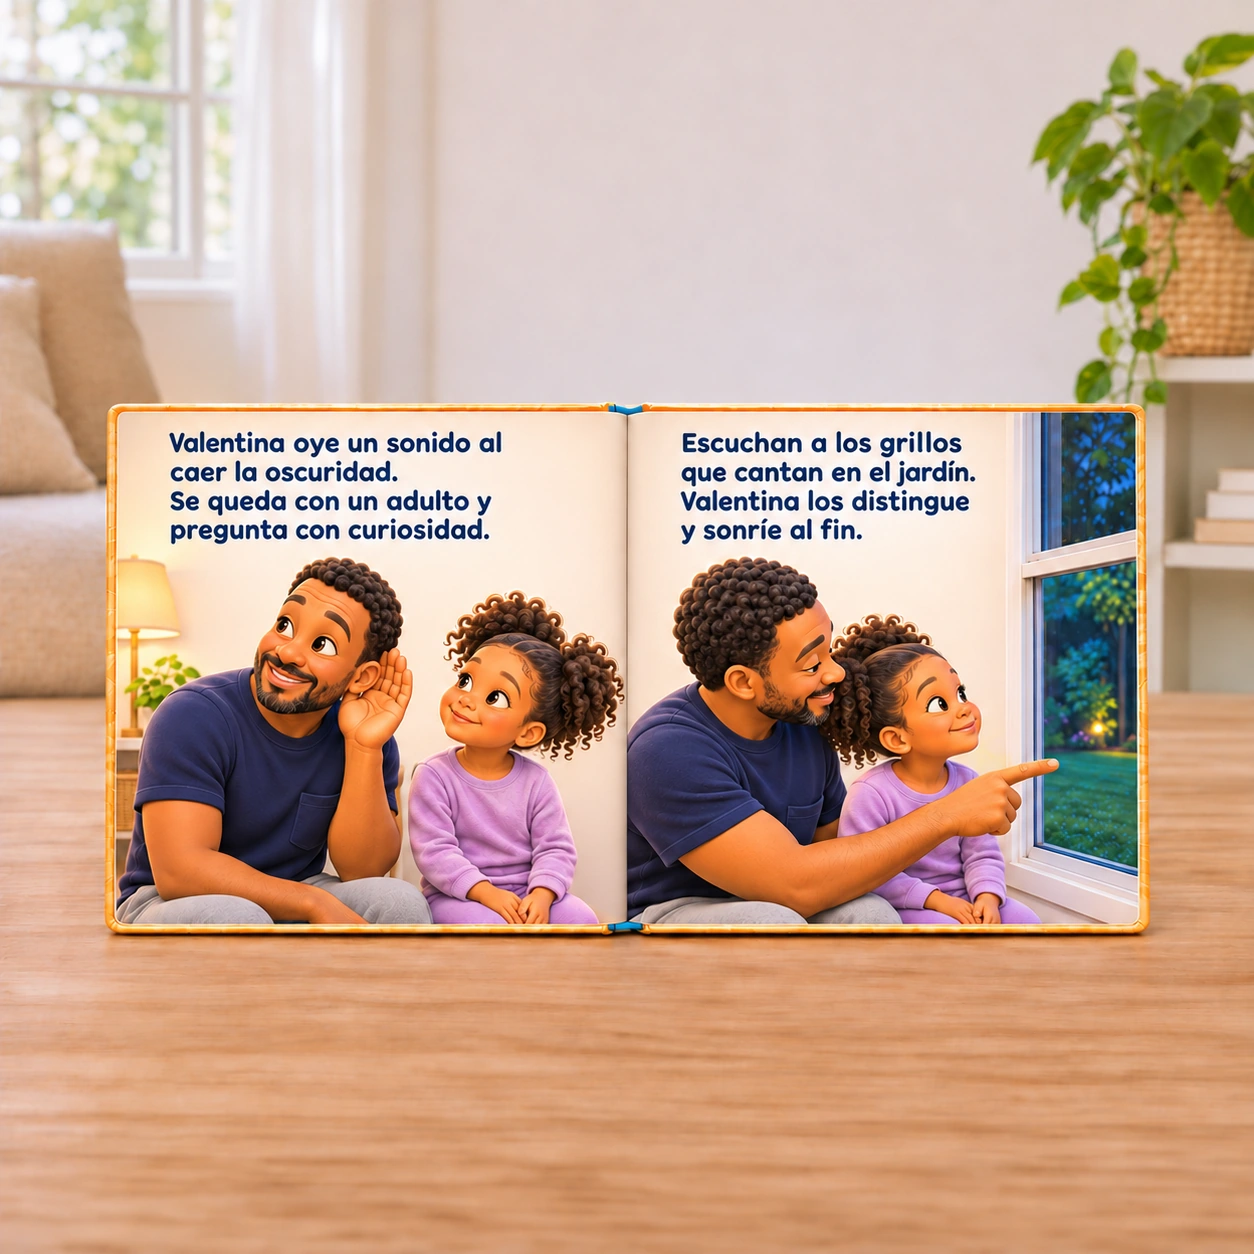 Valentina oye un sonido al
caer la oscuridad.
Se queda con un adulto y
pregunta con curiosidad.
Escuchan a los grillos
que cantan en el jardín.
Valentina los distingue
y sonríe al fin.